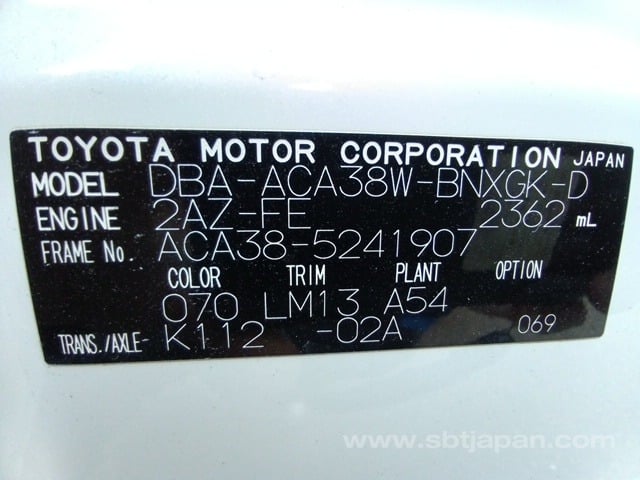 TOYOTA MOTOR CORPORATION JAPAN
MODEL DBA-ACA38W-BNXGK-D
ENGINE 2AZ-FE 2362 mL
FRAME No. ACA38-5241907
COLOR TRIM PLANT OPTION
070 LM13 A54
TRANS./AXLE- K112 -02A 069
www.sbtjapan.com